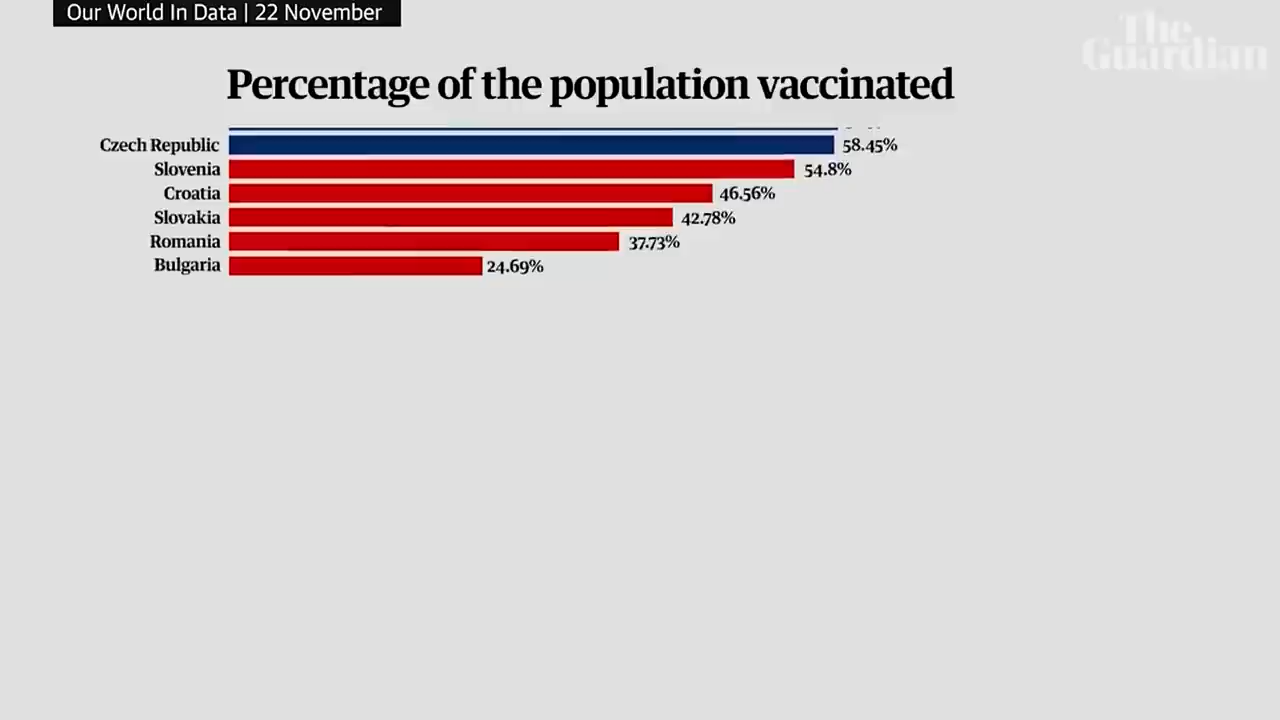 Our World In Data | 22 November
The
Guardian
Percentage of the population vaccinated
Czech Republic 58.45%
Slovenia 54.8%
Croatia 46.56%
Slovakia 42.78%
Romania 37.73%
Bulgaria 24.69%